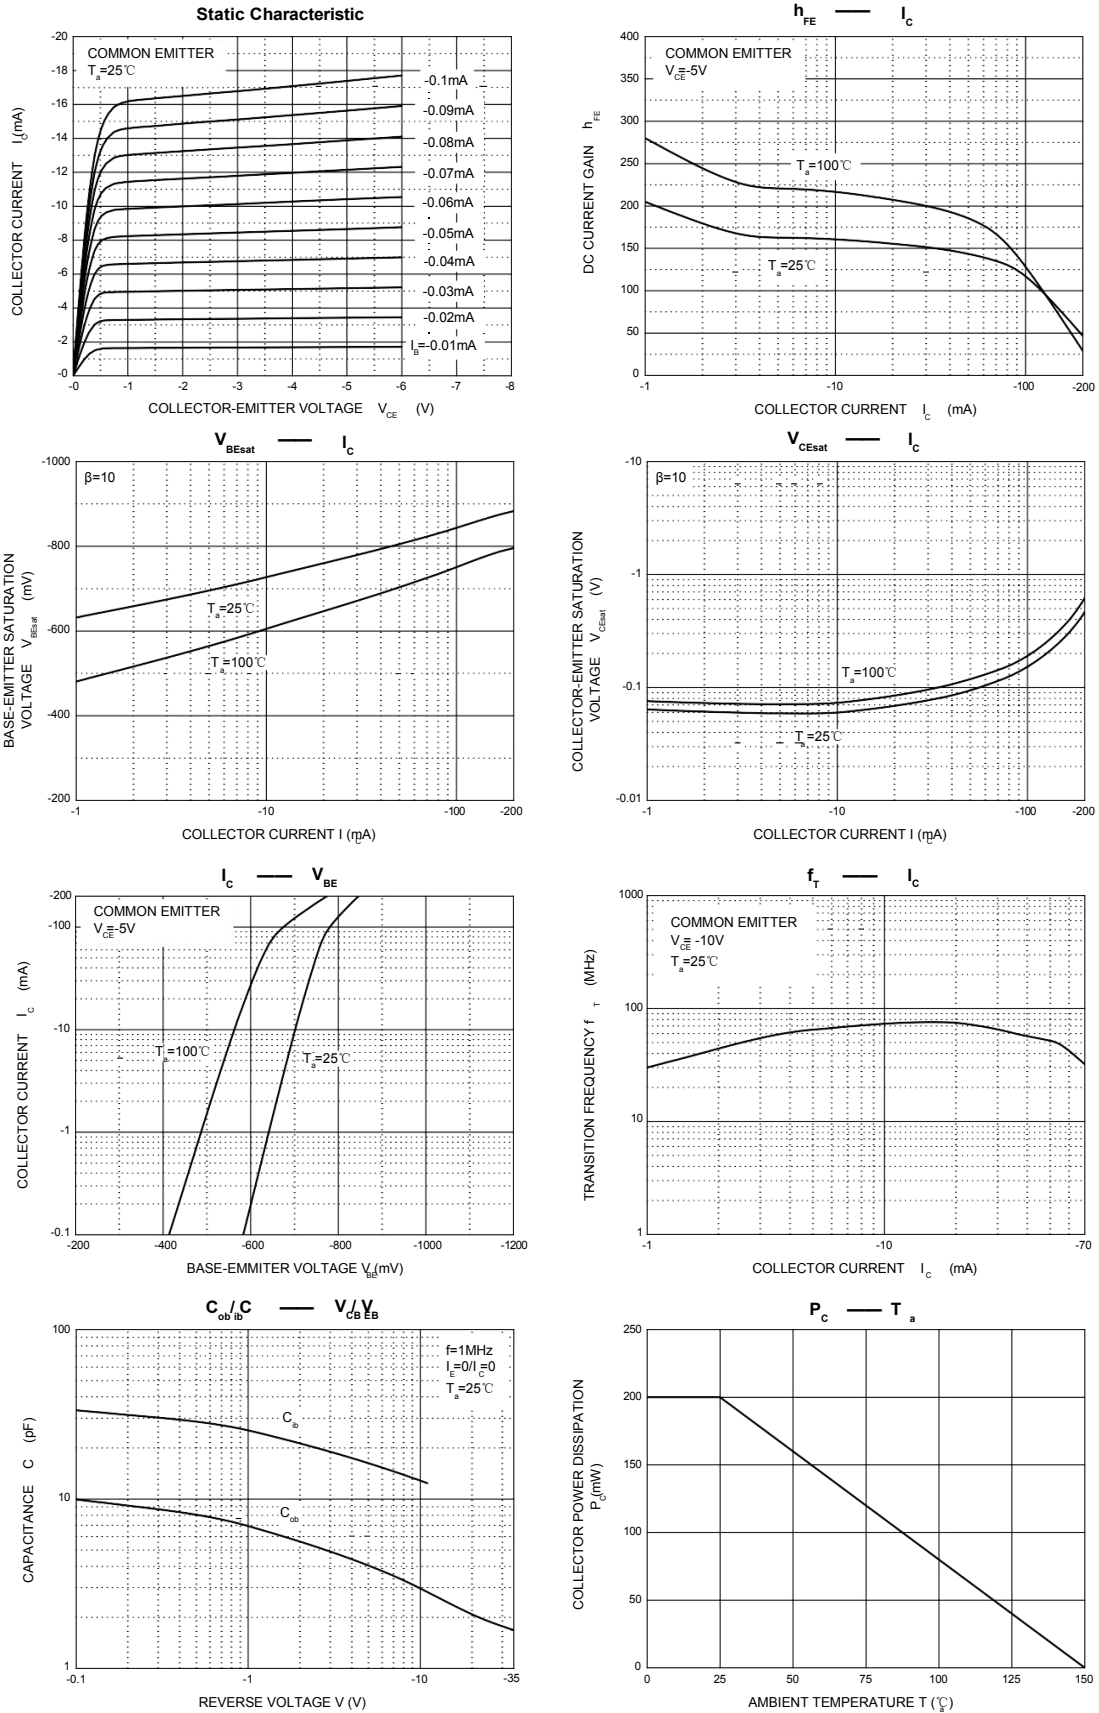 Static Characteristic
COMMON EMITTER
Ta=25℃
-20
-18
-16
-14
-12
-10
-8
-6
-4
-2
-0
-0.1mA
-0.09mA
-0.08mA
-0.07mA
-0.06mA
-0.05mA
-0.04mA
-0.03mA
-0.02mA
IB=-0.01mA
-0 -1 -2 -3 -4 -5 -6 -7 -8
COLLECTOR CURRENT IC (mA)
COLLECTOR-EMITTER VOLTAGE VCE (V)
hFE —— IC
COMMON EMITTER
VCE=-5V
400
350
300
250
200
150
100
50
0
Ta=100℃
Ta=25℃
-1 -10 -100 -200
DC CURRENT GAIN hFE
COLLECTOR CURRENT IC (mA)
VBEsat —— IC
β=10
-1000
-800
-600
-400
-200
Ta=25℃
Ta=100℃
-1 -10 -100 -200
BASE-EMITTER SATURATION
VOLTAGE VBEsat (mV)
COLLECTOR CURRENT IC (mA)
VCEsat —— IC
β=10
-10
-1
-0.1
-0.01
Ta=100℃
Ta=25℃
-1 -10 -100 -200
COLLECTOR-EMITTER SATURATION
VOLTAGE VCEsat (V)
COLLECTOR CURRENT IC (mA)
IC —— VBE
COMMON EMITTER
VCE=-5V
-200
-100
-10
-1
-0.1
Ta=100℃
Ta=25℃
-200 -400 -600 -800 -1000 -1200
COLLECTOR CURRENT IC (mA)
BASE-EMMITER VOLTAGE VBE (mV)
fT —— IC
COMMON EMITTER
VCE= -10V
Ta=25℃
1000
100
10
1
-1 -10 -70
TRANSITION FREQUENCY fT (MHz)
COLLECTOR CURRENT IC (mA)
Cob/Cib —— VCB/VEB
f=1MHz
IE=0/IC=0
Ta=25℃
100
10
1
Cib
Cob
-0.1 -1 -10 -35
CAPACITANCE C (pF)
REVERSE VOLTAGE V (V)
PC —— Ta
250
200
150
100
50
0
0 25 50 75 100 125 150
COLLECTOR POWER DISSIPATION
PC (mW)
AMBIENT TEMPERATURE Ta (℃)